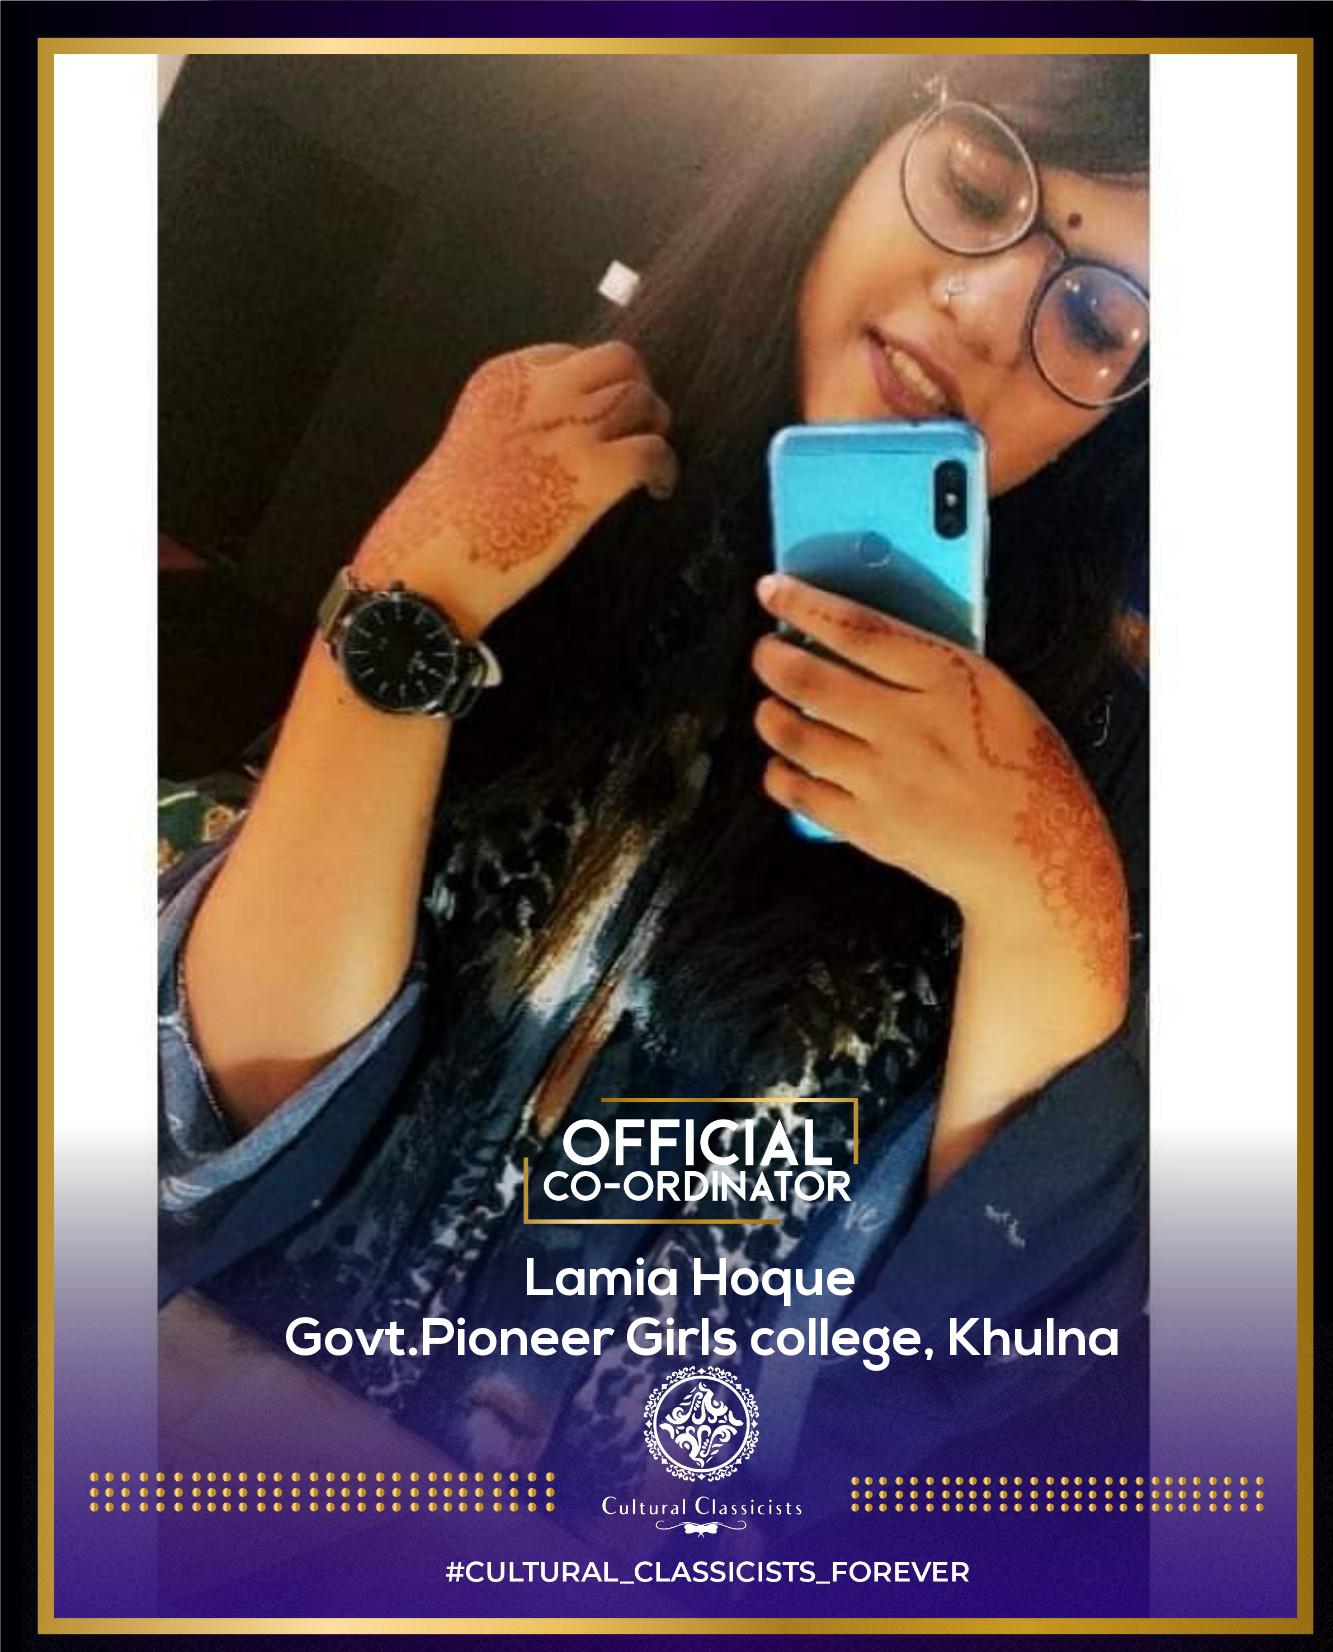 OFFICIAL
CO-ORDINATOR
Lamia Hoque
Govt.Pioneer Girls college, Khulna
Cultural Classicists
#CULTURAL_CLASSICISTS_FOREVER